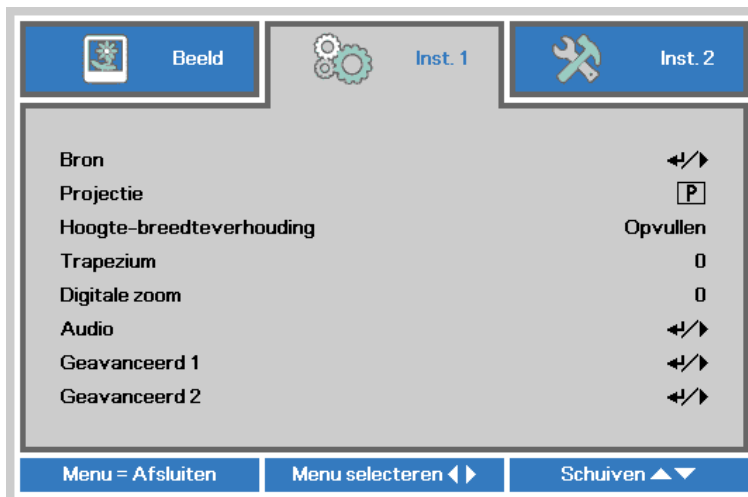 Beeld Inst. 1 Inst. 2
Bron ↵/▶
Projectie P
Hoogte-breedteverhouding Opvullen
Trapezium 0
Digitale zoom 0
Audio ↵/▶
Geavanceerd 1 ↵/▶
Geavanceerd 2 ↵/▶
Menu = Afsluiten Menu selecteren ◀▶ Schuiven ▲▼